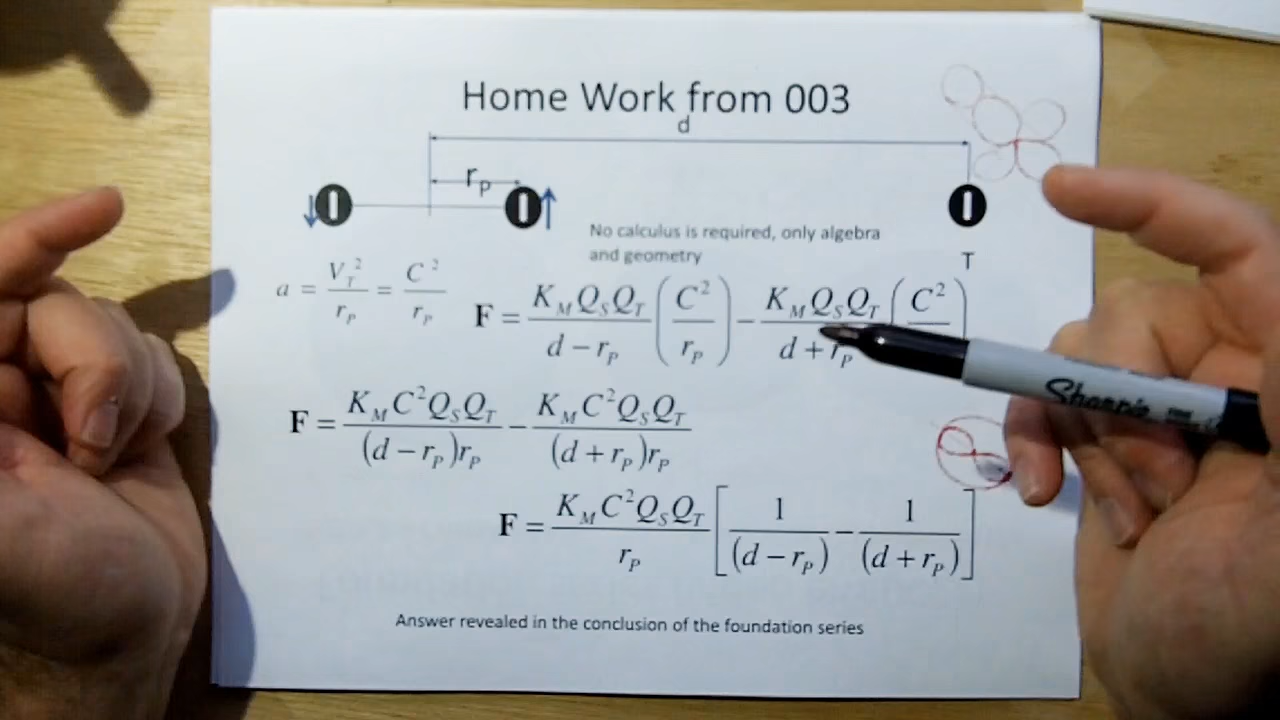 Home Work from 003
d
r_P
No calculus is required, only algebra
and geometry
T
a = V_T^2 / r_P = C^2 / r_P
F = K_M Q_S Q_T / (d − r_P) (C^2 / r_P) − K_M Q_S Q_T / (d + r_P) (C^2 /
F = K_M C^2 Q_S Q_T / (d − r_P) r_P − K_M C^2 Q_S Q_T / (d + r_P) r_P
F = K_M C^2 Q_S Q_T / r_P [ 1 / (d − r_P) − 1 / (d + r_P) ]
Answer revealed in the conclusion of the foundation series
Sharpie